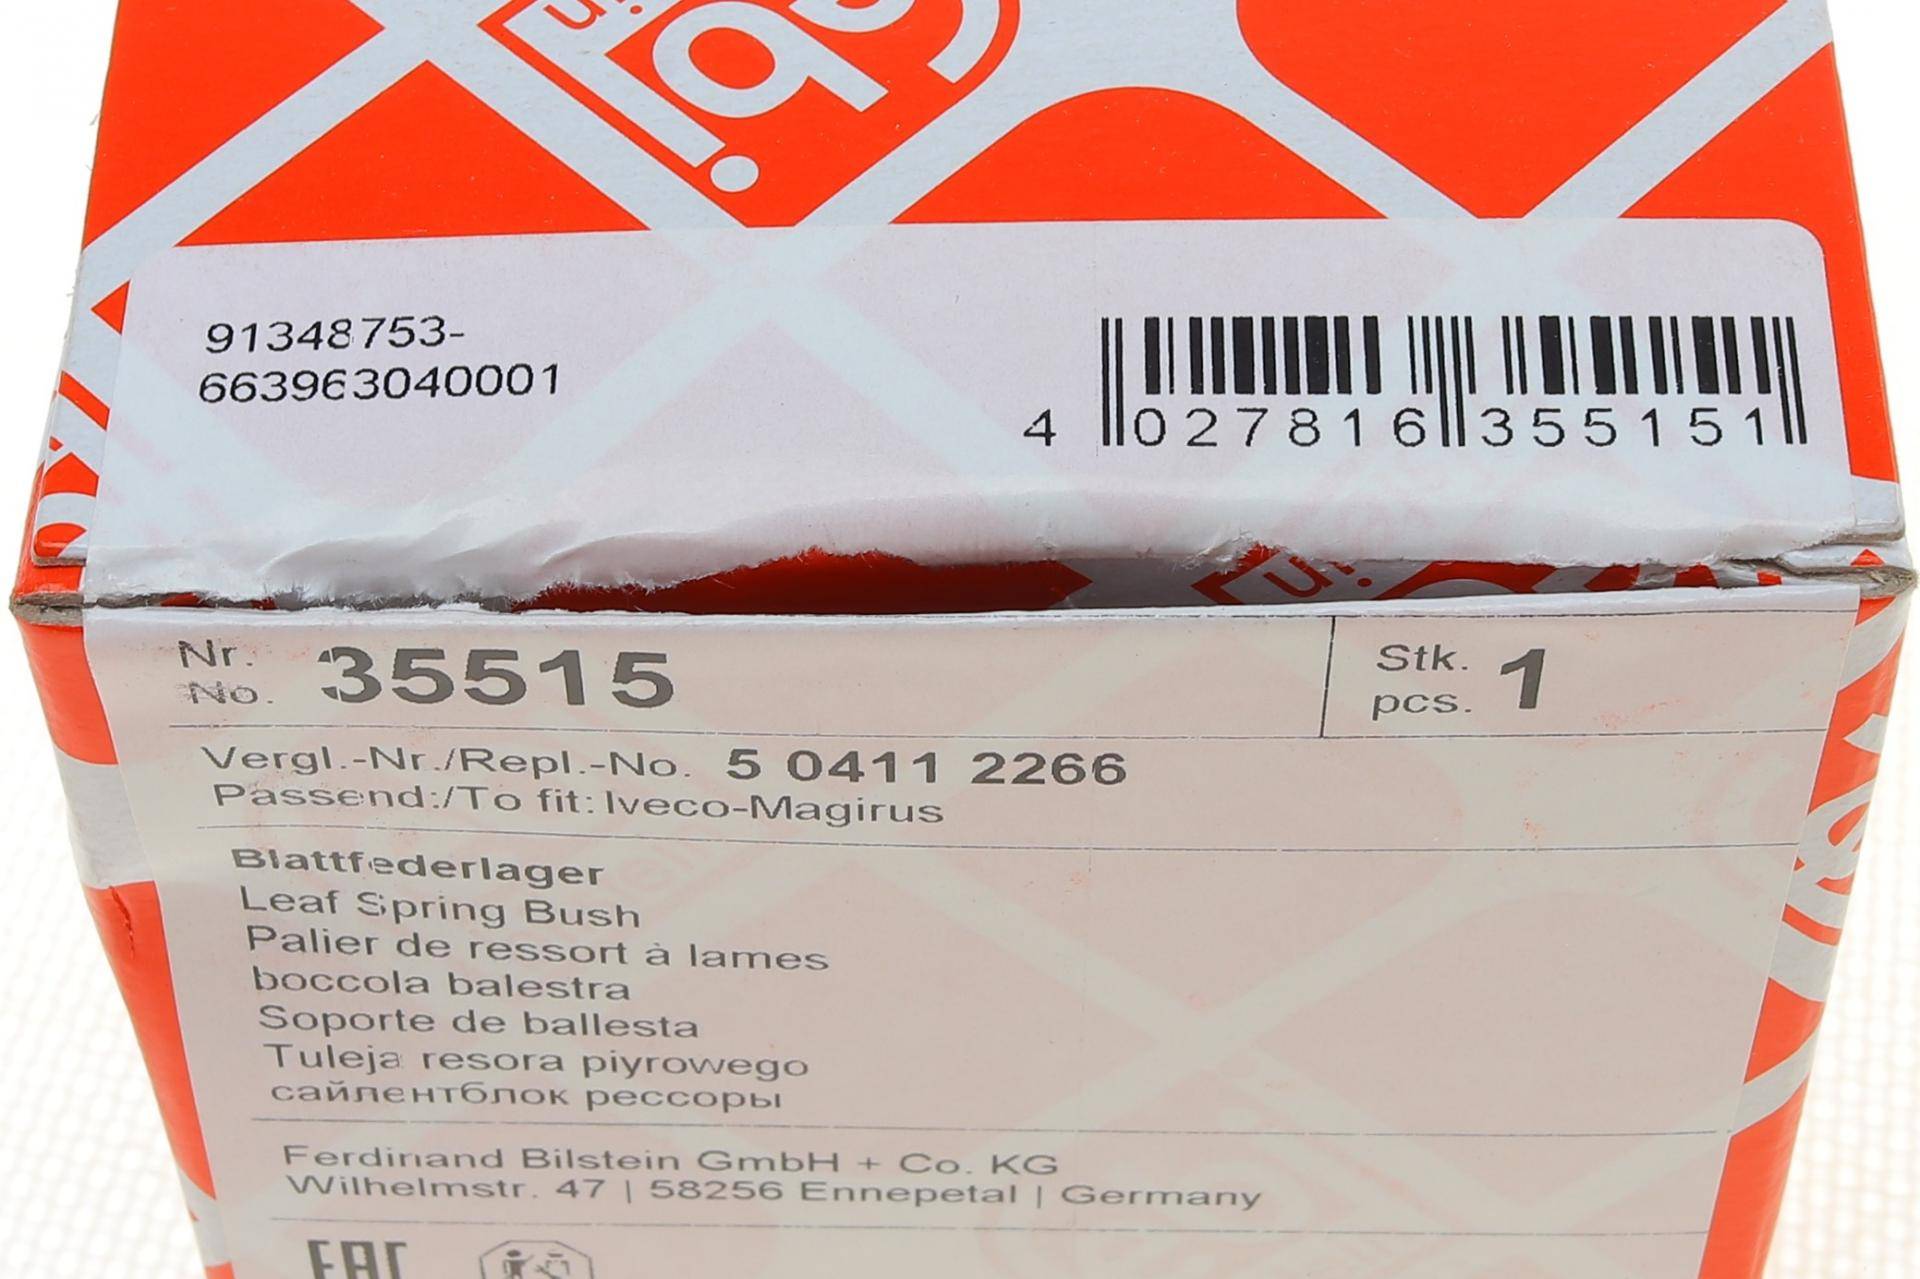 febi
91348753-
663963040001
4 027816 355151
Nr. No. 35515
Stk. pcs. 1
Vergl.-Nr./Repl.-No. 5 0411 2266
Passend:/To fit: Iveco-Magirus
Blattfederlager
Leaf Spring Bush
Palier de ressort à lames
boccola balestra
Soporte de ballesta
Tuleja resora piyrowego
сайлентблок рессоры
Ferdinand Bilstein GmbH + Co. KG
Wilhelmstr. 47 | 58256 Ennepetal | Germany
EAC